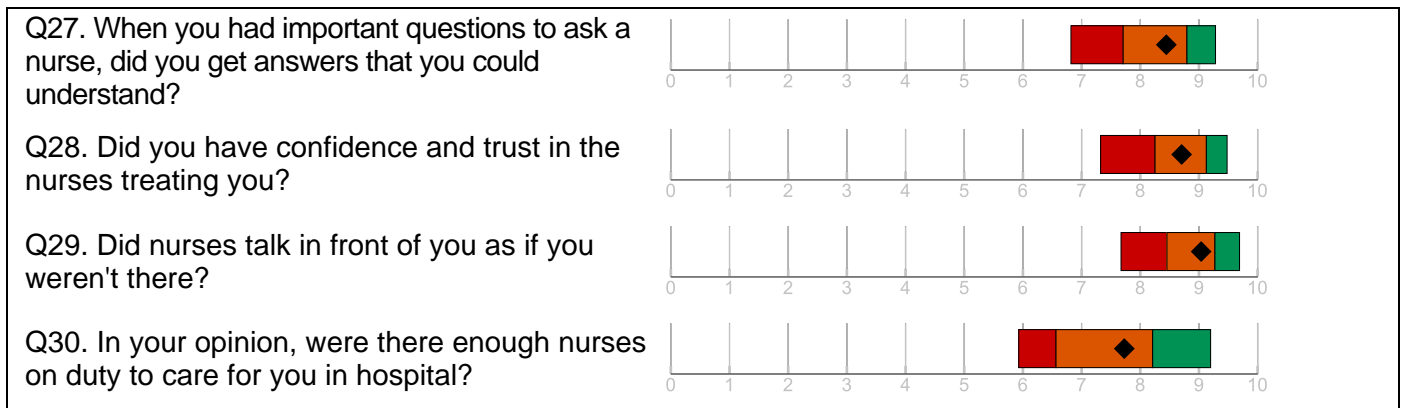 Q27. When you had important questions to ask a
nurse, did you get answers that you could
understand?
0 1 2 3 4 5 6 7 8 9 10
Q28. Did you have confidence and trust in the
nurses treating you?
0 1 2 3 4 5 6 7 8 9 10
Q29. Did nurses talk in front of you as if you
weren't there?
0 1 2 3 4 5 6 7 8 9 10
Q30. In your opinion, were there enough nurses
on duty to care for you in hospital?
0 1 2 3 4 5 6 7 8 9 10